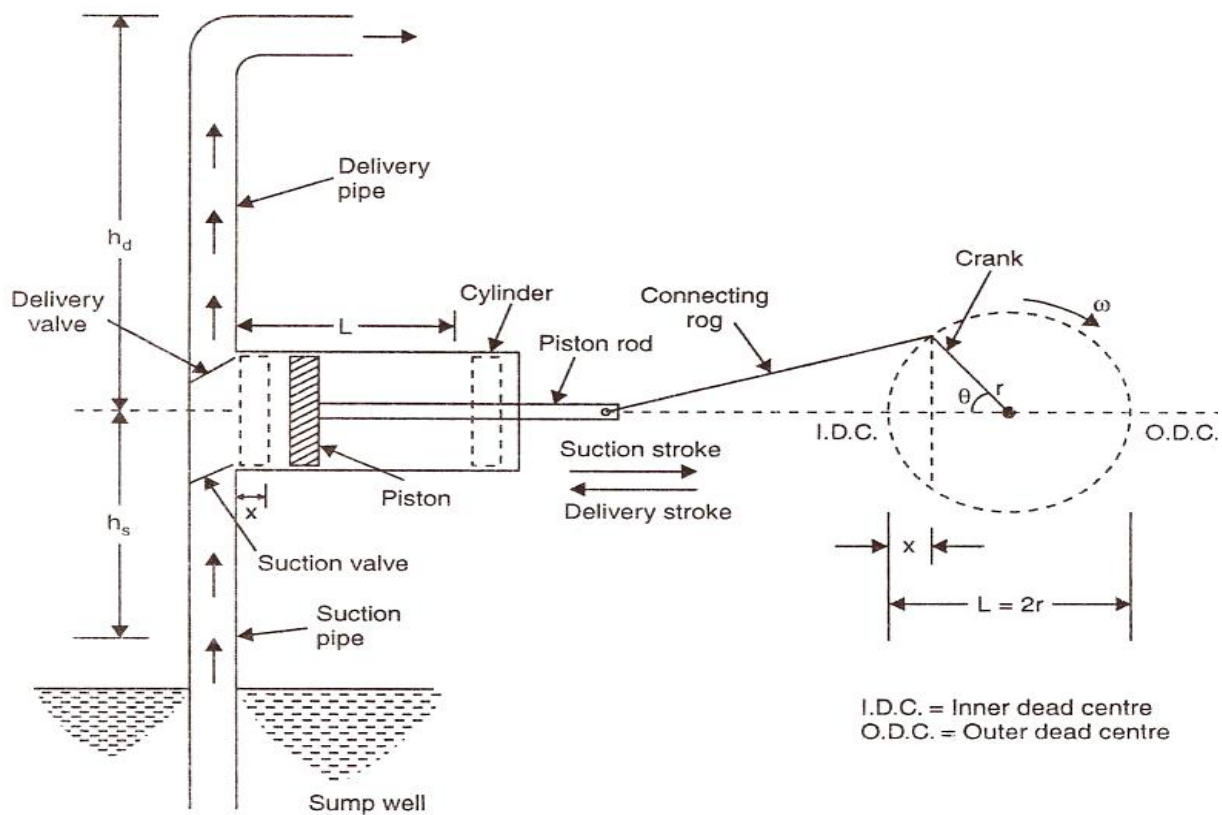 Delivery
pipe
h_d
Delivery
valve
L
Cylinder
Piston rod
Connecting
rog
Crank
ω
θ
r
I.D.C.
O.D.C.
Suction stroke
Delivery stroke
Piston
x
h_s
Suction valve
Suction
pipe
x
L = 2r
I.D.C. = Inner dead centre
O.D.C. = Outer dead centre
Sump well